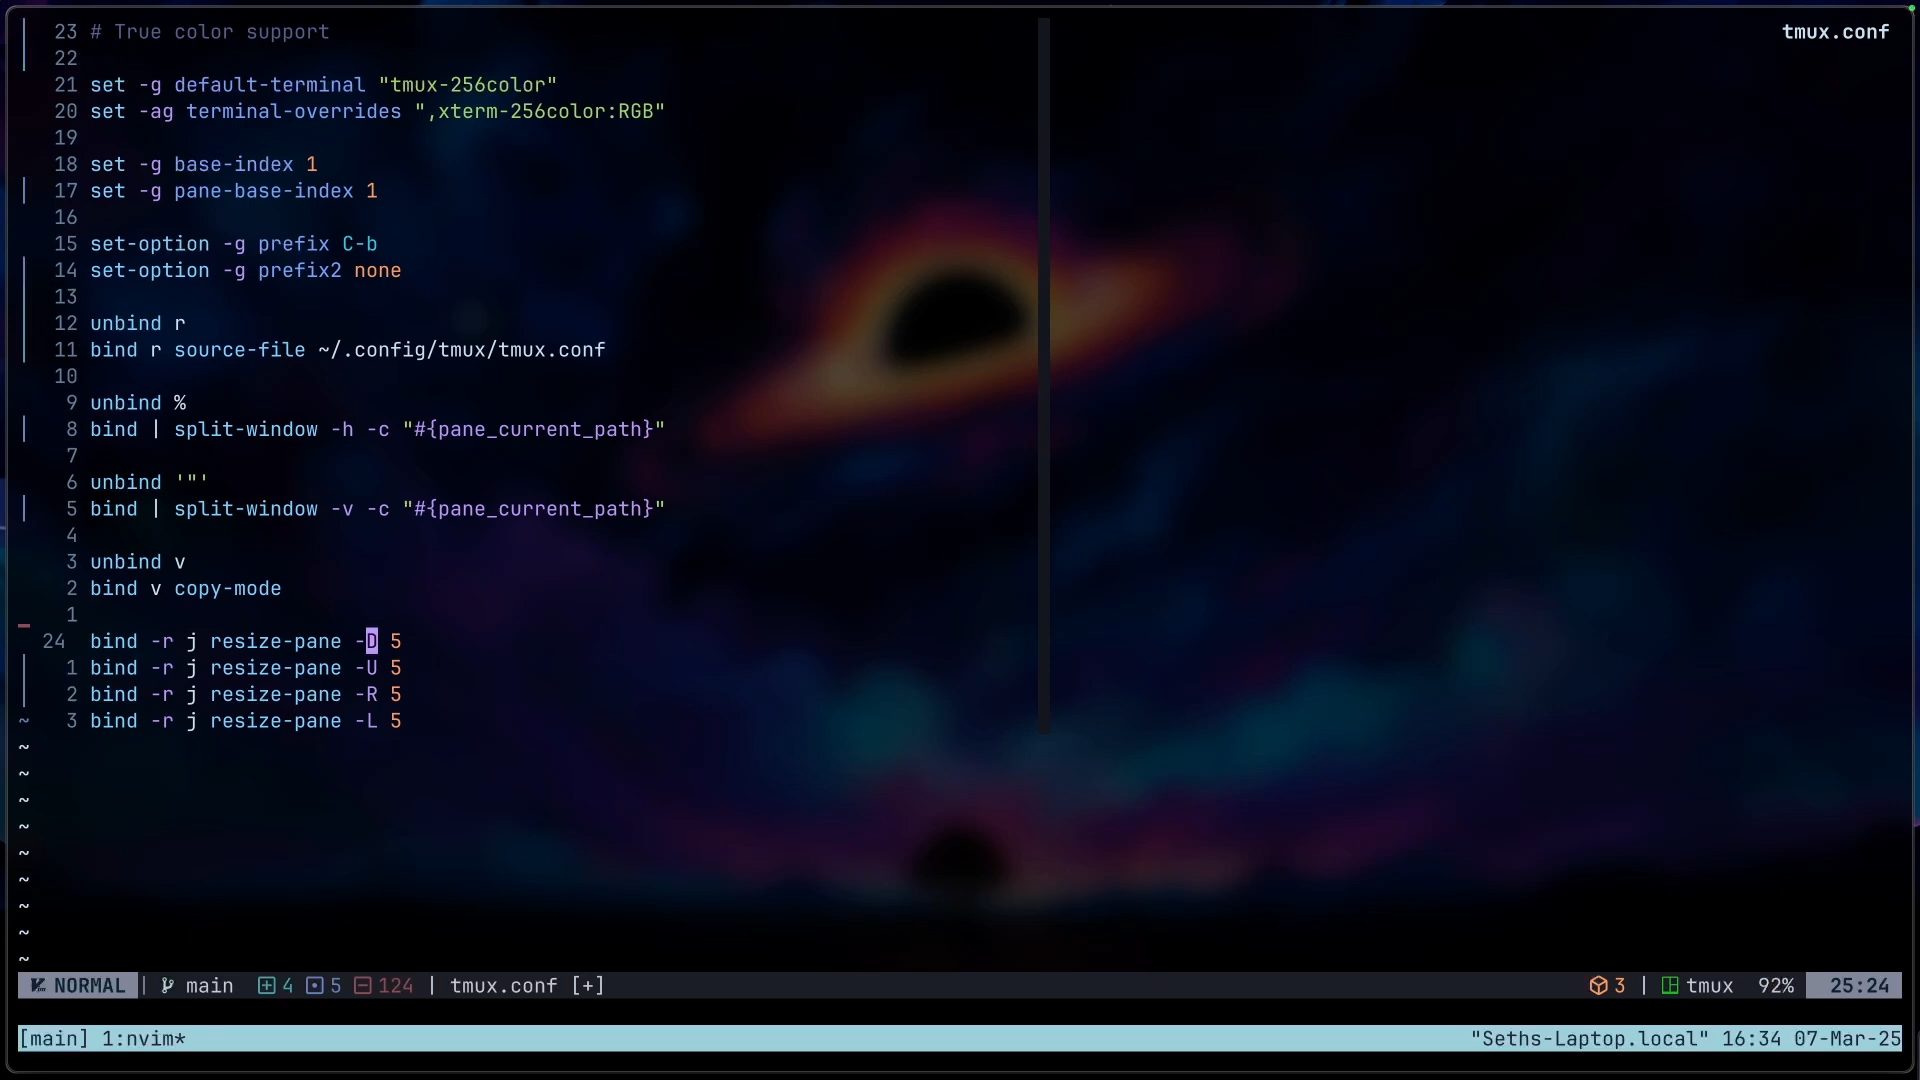 tmux.conf
23 # True color support
22
21 set -g default-terminal "tmux-256color"
20 set -ag terminal-overrides ",xterm-256color:RGB"
19
18 set -g base-index 1
17 set -g pane-base-index 1
16
15 set-option -g prefix C-b
14 set-option -g prefix2 none
13
12 unbind r
11 bind r source-file ~/.config/tmux/tmux.conf
10
9 unbind %
8 bind | split-window -h -c "#{pane_current_path}"
7
6 unbind '"'
5 bind | split-window -v -c "#{pane_current_path}"
4
3 unbind v
2 bind v copy-mode
1
24 bind -r j resize-pane -D 5
1 bind -r j resize-pane -U 5
2 bind -r j resize-pane -R 5
~ 3 bind -r j resize-pane -L 5
~
~
~
~
~
~
~
~
~
NORMAL | main 4 5 124 | tmux.conf [+] 3 | tmux 92% 25:24
[main] 1:nvim* "Seths-Laptop.local" 16:34 07-Mar-25